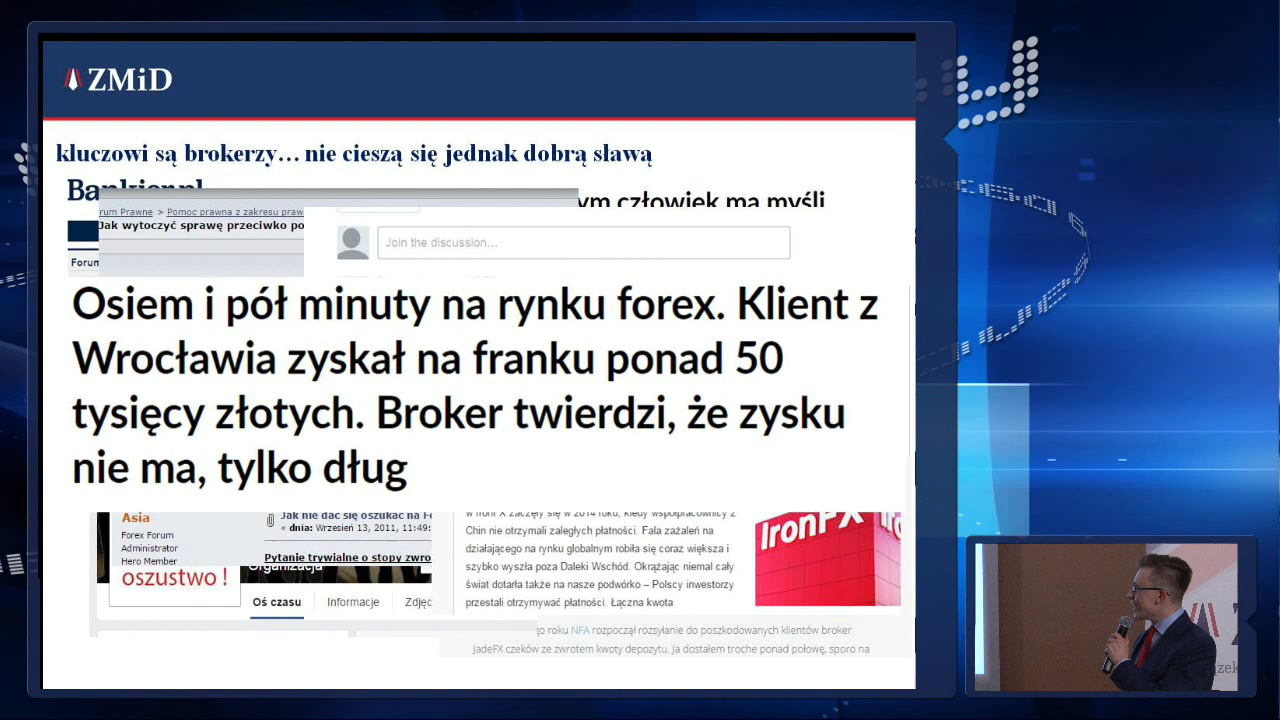 ZMiD
kluczowi są brokerzy… nie cieszą się jednak dobrą sławą
Bankier.pl
ym człowiek ma myśli
rum Prawne > Pomoc prawna z zakresu praw
Jak wytoczyć sprawę przeciwko po
Join the discussion…
Forum
Osiem i pół minuty na rynku forex. Klient z
Wrocławia zyskał na franku ponad 50
tysięcy złotych. Broker twierdzi, że zysku
nie ma, tylko dług
Asia
Forex Forum
Administrator
Hero Member
oszustwo !
Jak nie dać się oszukać na Fo
« dnia: Wrzesień 13, 2011, 11:49:
Pytanie trywialne o stopy zwro
Organizacja
Oś czasu Informacje Zdjęc
w IronFX zaczęły się w 2014 roku, kiedy współpracownicy z
Chin nie otrzymali zaległych płatności. Fala zażaleń na
działającego na rynku globalnym robiła się coraz większa i
szybko wyszła poza Daleki Wschód. Okrążając niemal cały
świat dotarła także na nasze podwórko – Polscy inwestorzy
przestali otrzymywać płatności. Łączna kwota
IronFX
go roku NFA rozpoczął rozsyłanie do poszkodowanych klientów broker
JadeFX czeków ze zwrotem kwoty depozytu. Ja dostałem troche ponad połowę, sporo na
Z